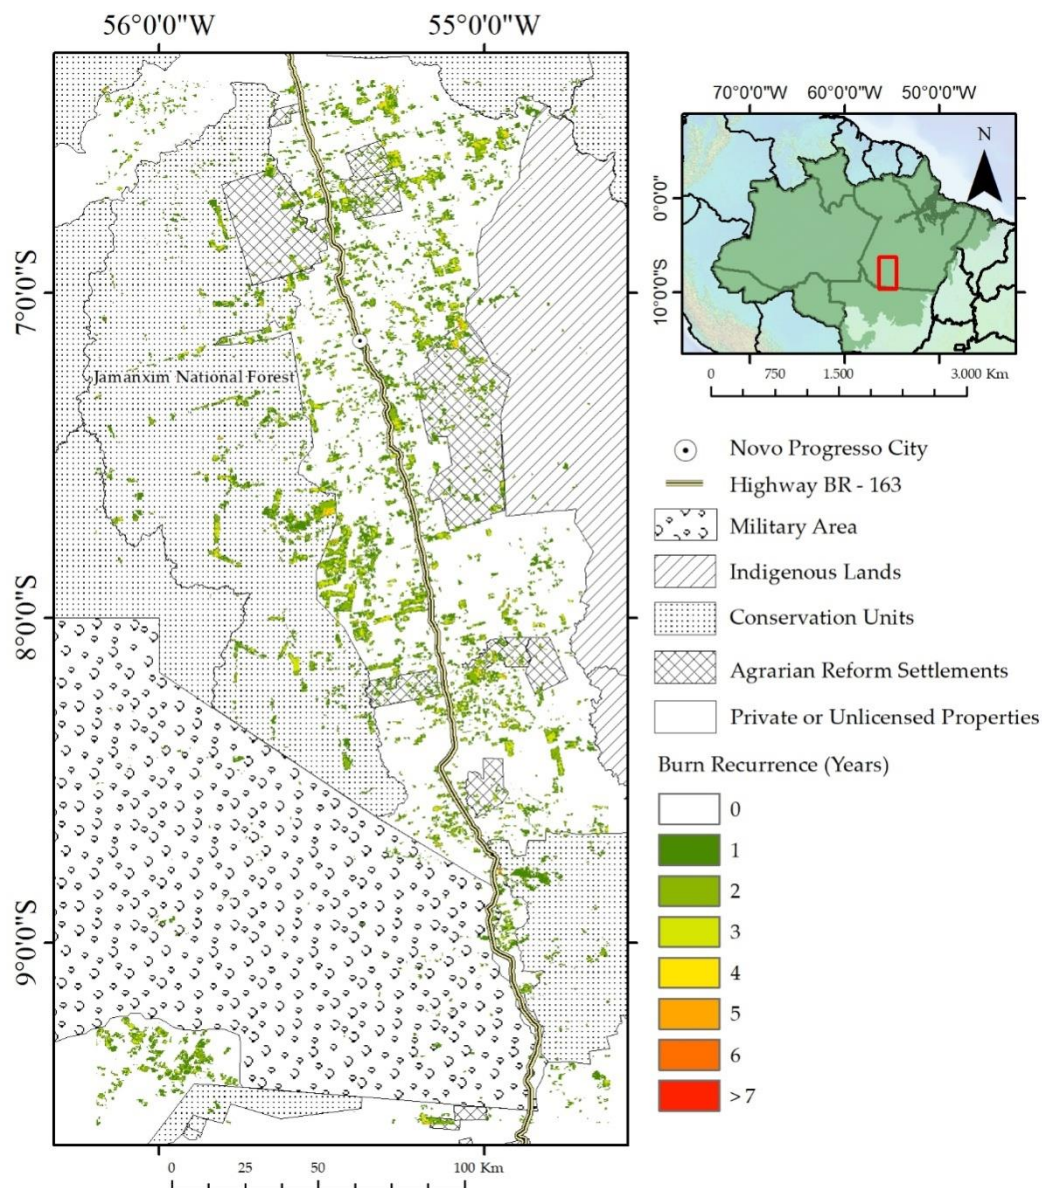 56°0'0"W
55°0'0"W
7°0'0"S
8°0'0"S
9°0'0"S
Jamanxim National Forest
0 25 50 100 Km
70°0'0"W 60°0'0"W 50°0'0"W
0°0'0"
10°0'0"S
N
0 750 1.500 3.000 Km
Novo Progresso City
Highway BR - 163
Military Area
Indigenous Lands
Conservation Units
Agrarian Reform Settlements
Private or Unlicensed Properties
Burn Recurrence (Years)
0
1
2
3
4
5
6
>7